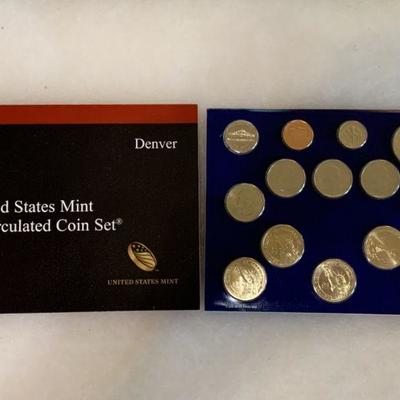 Denver
d States Mint
rculated Coin Set®
UNITED STATES MINT